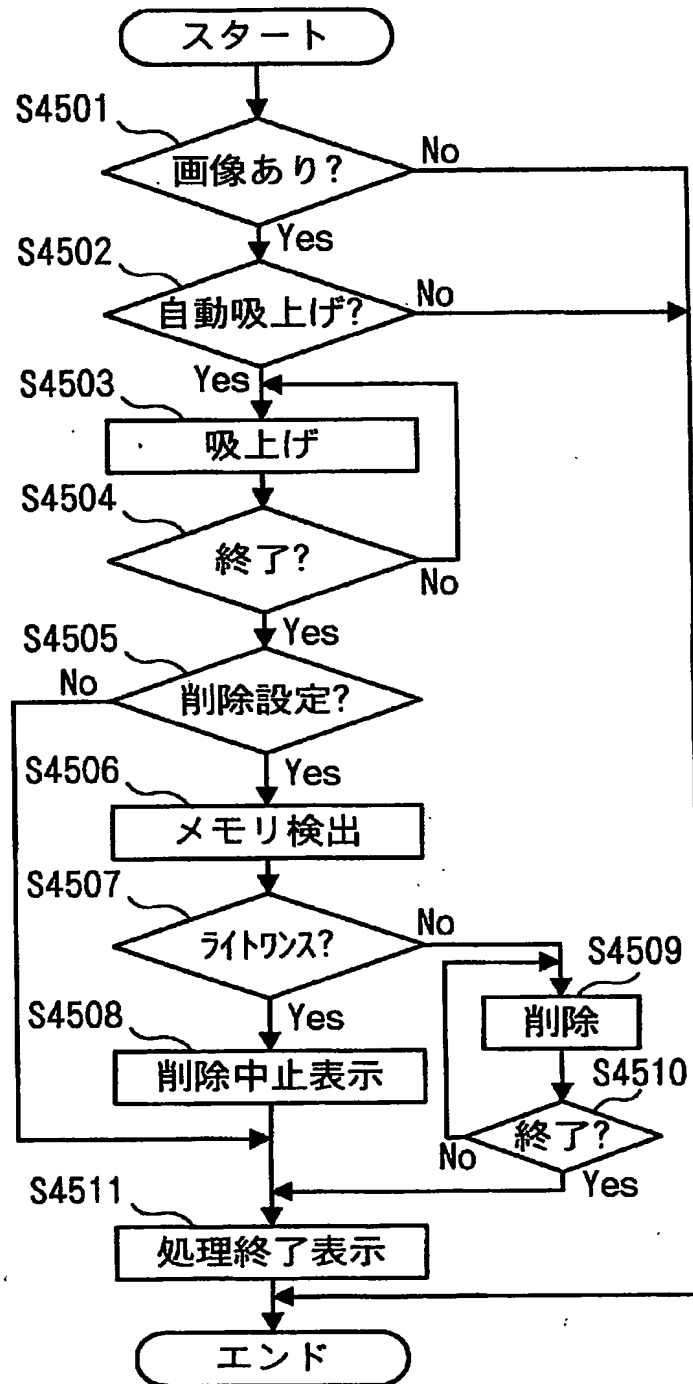 スタート
S4501
画像あり?
No
Yes
S4502
自動吸上げ?
No
Yes
S4503
吸上げ
S4504
終了?
No
Yes
S4505
No
削除設定?
Yes
S4506
メモリ検出
S4507
ライトワンス?
No
Yes
S4509
削除
S4508
削除中止表示
S4510
終了?
No
Yes
S4511
処理終了表示
エンド